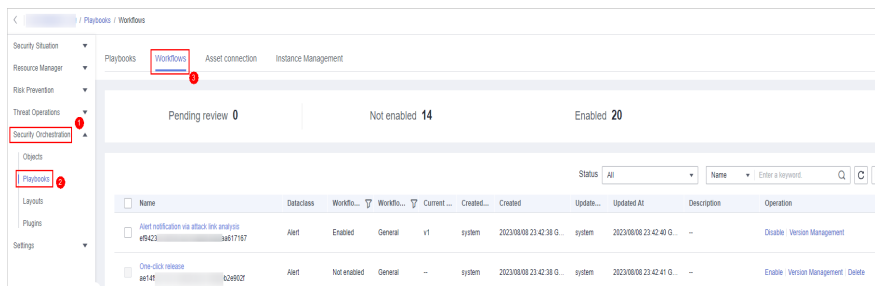 / Playbooks / Workflows
Security Situation
Resource Manager
Risk Prevention
Threat Operations
1
Security Orchestration
Objects
Playbooks 2
Layouts
Plugins
Settings
Playbooks Workflows Asset connection Instance Management
3
Pending review 0 Not enabled 14 Enabled 20
Status All Name Enter a keyword.
Name Dataclass Workflo... Workflo... Current ... Created... Created Update... Updated At Description Operation
Alert notification via attack link analysis
ef9423 aa617167
Alert Enabled General v1 system 2023/08/08 23:42:38 G... system 2023/08/08 23:42:40 G... -- Disable Version Management
One-click release
ae14f b2e902f
Alert Not enabled General -- system 2023/08/08 23:42:38 G... system 2023/08/08 23:42:41 G... -- Enable Version Management Delete